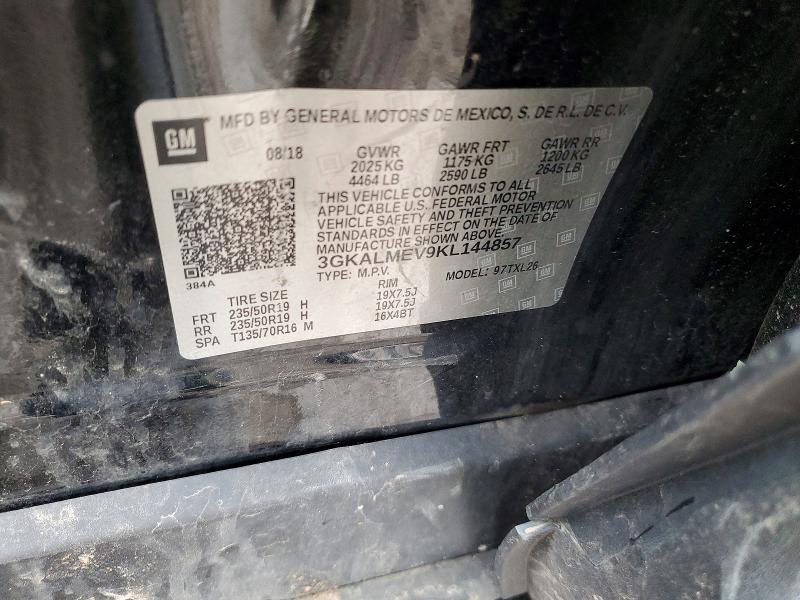 GM
MFD BY GENERAL MOTORS DE MEXICO, S. DE R.L. DE C.V.
08/18 GVWR GAWR FRT GAWR RR
2025 KG 1175 KG 1200 KG
4464 LB 2590 LB 2645 LB
THIS VEHICLE CONFORMS TO ALL
APPLICABLE U.S. FEDERAL MOTOR
VEHICLE SAFETY AND THEFT PREVENTION
STANDARDS IN EFFECT ON THE DATE OF
MANUFACTURE SHOWN ABOVE.
3GKALMEV9KL144857
TYPE: M.P.V. MODEL: 97TXL26
384A
TIRE SIZE RIM
FRT 235/50R19 H 19X7.5J
RR 235/50R19 H 19X7.5J
SPA T135/70R16 M 16X4BT